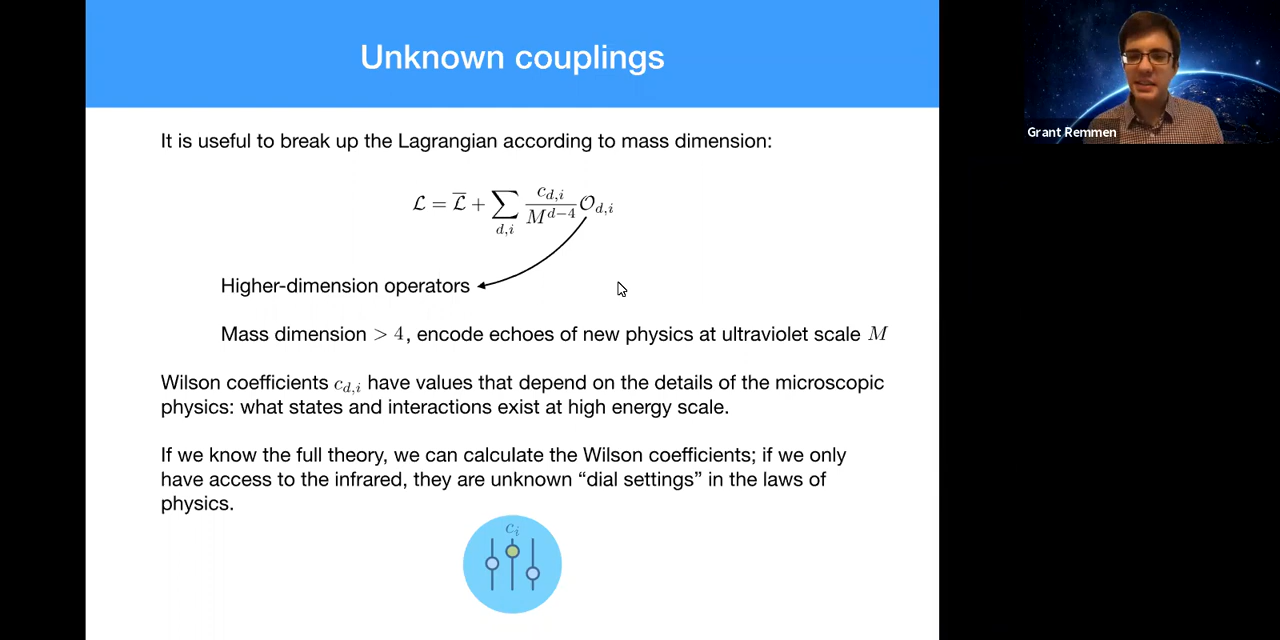 Unknown couplings
Grant Remmen
It is useful to break up the Lagrangian according to mass dimension:
ℒ = ℒ̅ + ∑_{d,i} \frac{c_{d,i}}{M^{d−4}} 𝒪_{d,i}
Higher-dimension operators
Mass dimension > 4, encode echoes of new physics at ultraviolet scale M
Wilson coefficients c_{d,i} have values that depend on the details of the microscopic
physics: what states and interactions exist at high energy scale.
If we know the full theory, we can calculate the Wilson coefficients; if we only
have access to the infrared, they are unknown “dial settings” in the laws of
physics.
c_i